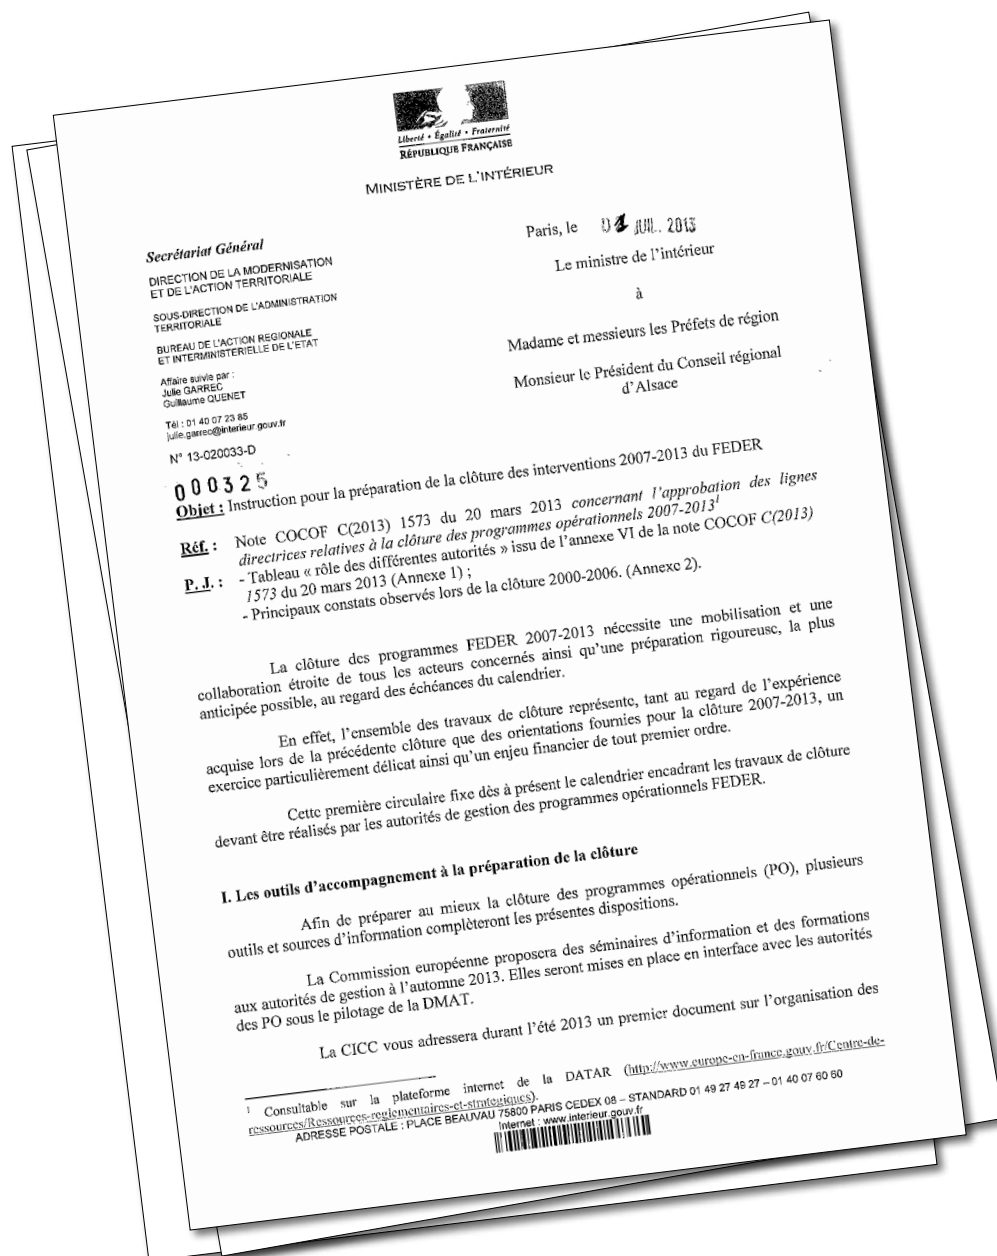 Liberté • Égalité • Fraternité
RÉPUBLIQUE FRANÇAISE
MINISTÈRE DE L'INTÉRIEUR
Secrétariat Général
DIRECTION DE LA MODERNISATION
ET DE L'ACTION TERRITORIALE
SOUS-DIRECTION DE L'ADMINISTRATION
TERRITORIALE
BUREAU DE L'ACTION REGIONALE
ET INTERMINISTERIELLE DE L'ETAT
Affaire suivie par :
Julie GARREC
Guillaume QUENET
Tél : 01 40 07 23 85
julie.garrec@interieur.gouv.fr
N° 13-020033-D
000325
Paris, le JUIL. 2013
Le ministre de l'intérieur
à
Madame et messieurs les Préfets de région
Monsieur le Président du Conseil régional
d'Alsace
Objet : Instruction pour la préparation de la clôture des interventions 2007-2013 du FEDER
Réf. : Note COCOF C(2013) 1573 du 20 mars 2013 concernant l'approbation des lignes
directrices relatives à la clôture des programmes opérationnels 2007-2013¹
P. J. : - Tableau « rôle des différentes autorités » issu de l'annexe VI de la note COCOF C(2013)
1573 du 20 mars 2013 (Annexe 1) ;
- Principaux constats observés lors de la clôture 2000-2006. (Annexe 2).
La clôture des programmes FEDER 2007-2013 nécessite une mobilisation et une
collaboration étroite de tous les acteurs concernés ainsi qu'une préparation rigoureuse, la plus
anticipée possible, au regard des échéances du calendrier.
En effet, l'ensemble des travaux de clôture représente, tant au regard de l'expérience
acquise lors de la précédente clôture que des orientations fournies pour la clôture 2007-2013, un
exercice particulièrement délicat ainsi qu'un enjeu financier de tout premier ordre.
Cette première circulaire fixe dès à présent le calendrier encadrant les travaux de clôture
devant être réalisés par les autorités de gestion des programmes opérationnels FEDER.
I. Les outils d'accompagnement à la préparation de la clôture
Afin de préparer au mieux la clôture des programmes opérationnels (PO), plusieurs
outils et sources d'information complèteront les présentes dispositions.
La Commission européenne proposera des séminaires d'information et des formations
aux autorités de gestion à l'automne 2013. Elles seront mises en place en interface avec les autorités
des PO sous le pilotage de la DMAT.
La CICC vous adressera durant l'été 2013 un premier document sur l'organisation des
¹ Consultable sur la plateforme internet de la DATAR (http://www.europe-en-france.gouv.fr/Centre-de-
ressources/Ressources-reglementaires-et-strategiques).
ADRESSE POSTALE : PLACE BEAUVAU 75800 PARIS CEDEX 08 – STANDARD 01 49 27 49 27 – 01 40 07 60 60
Internet : www.interieur.gouv.fr